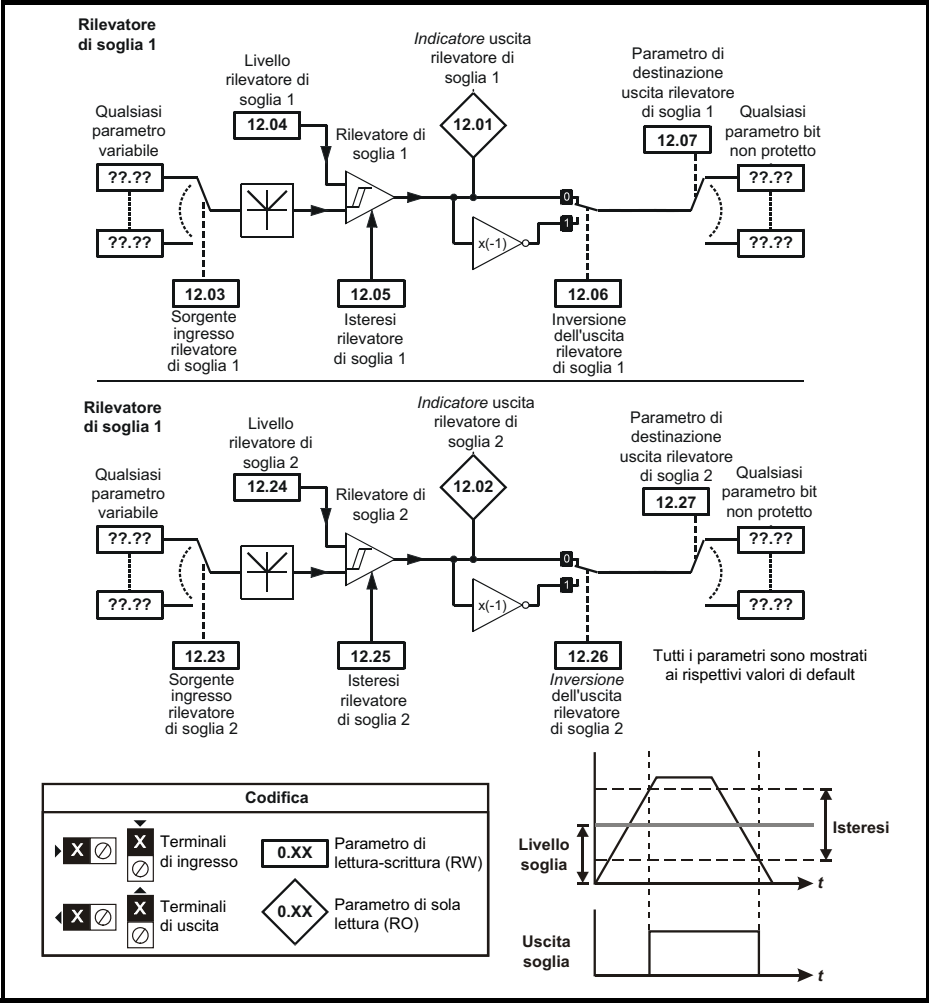 Rilevatore
di soglia 1
Livello
rilevatore di
soglia 1
Indicatore uscita
rilevatore di
soglia 1
Parametro di
destinazione
uscita rilevatore
di soglia 1
Qualsiasi
parametro
variabile
12.04
Rilevatore di
soglia 1
12.01
12.07
Qualsiasi
parametro bit
non protetto
??.??
??.??
0
1
x(-1)
??.??
??.??
12.03
Sorgente
ingresso
rilevatore
di soglia 1
12.05
Isteresi
rilevatore
di soglia 1
12.06
Inversione
dell'uscita
rilevatore
di soglia 1
Rilevatore
di soglia 1
Livello
rilevatore di
soglia 2
Indicatore uscita
rilevatore di
soglia 2
Parametro di
destinazione
uscita rilevatore
di soglia 2
Qualsiasi
parametro
variabile
12.24
Rilevatore di
soglia 2
12.02
12.27
Qualsiasi
parametro bit
non protetto
??.??
??.??
0
1
x(-1)
??.??
??.??
12.23
Sorgente
ingresso
rilevatore
di soglia 2
12.25
Isteresi
rilevatore
di soglia 2
12.26
Inversione
dell'uscita
rilevatore
di soglia 2
Tutti i parametri sono mostrati
ai rispettivi valori di default
Codifica
X
X
Terminali
di ingresso
0.XX
Parametro di
lettura-scrittura (RW)
X
X
Terminali
di uscita
0.XX
Parametro di sola
lettura (RO)
Livello
soglia
Isteresi
t
Uscita
soglia
t